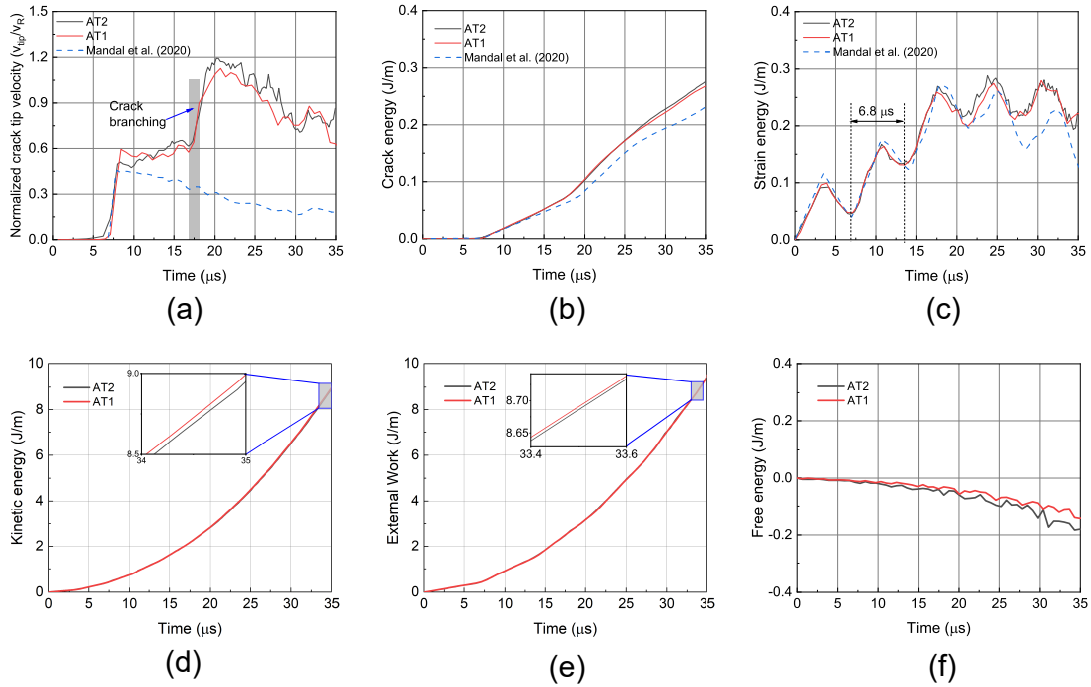 Normalized crack tip velocity (v_tip/v_R)
1.5
1.2
0.9
0.6
0.3
0.0
AT2
AT1
Mandal et al. (2020)
Crack
branching
0 5 10 15 20 25 30 35
Time (μs)
(a)
Crack energy (J/m)
0.4
0.3
0.2
0.1
0.0
AT2
AT1
Mandal et al. (2020)
0 5 10 15 20 25 30 35
Time (μs)
(b)
Strain energy (J/m)
0.4
0.3
0.2
0.1
0.0
AT2
AT1
Mandal et al. (2020)
6.8 μs
0 5 10 15 20 25 30 35
Time (μs)
(c)
Kinetic energy (J/m)
10
8
6
4
2
0
AT2
AT1
9.0
8.5
34 35
0 5 10 15 20 25 30 35
Time (μs)
(d)
External Work (J/m)
10
8
6
4
2
0
AT2
AT1
8.70
8.65
33.4 33.6
0 5 10 15 20 25 30 35
Time (μs)
(e)
Free energy (J/m)
0.4
0.2
0.0
-0.2
-0.4
AT2
AT1
0 5 10 15 20 25 30 35
Time (μs)
(f)